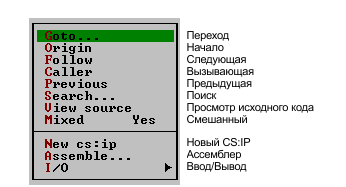 Goto... Переход
Origin Начало
Follow Следующая
Caller Вызывающая
Previous Предыдущая
Search... Поиск
View source Просмотр исходного кода
Mixed Yes Смешанный
New cs:ip Новый CS:IP
Assemble... Ассемблер
I/O Ввод/Вывод